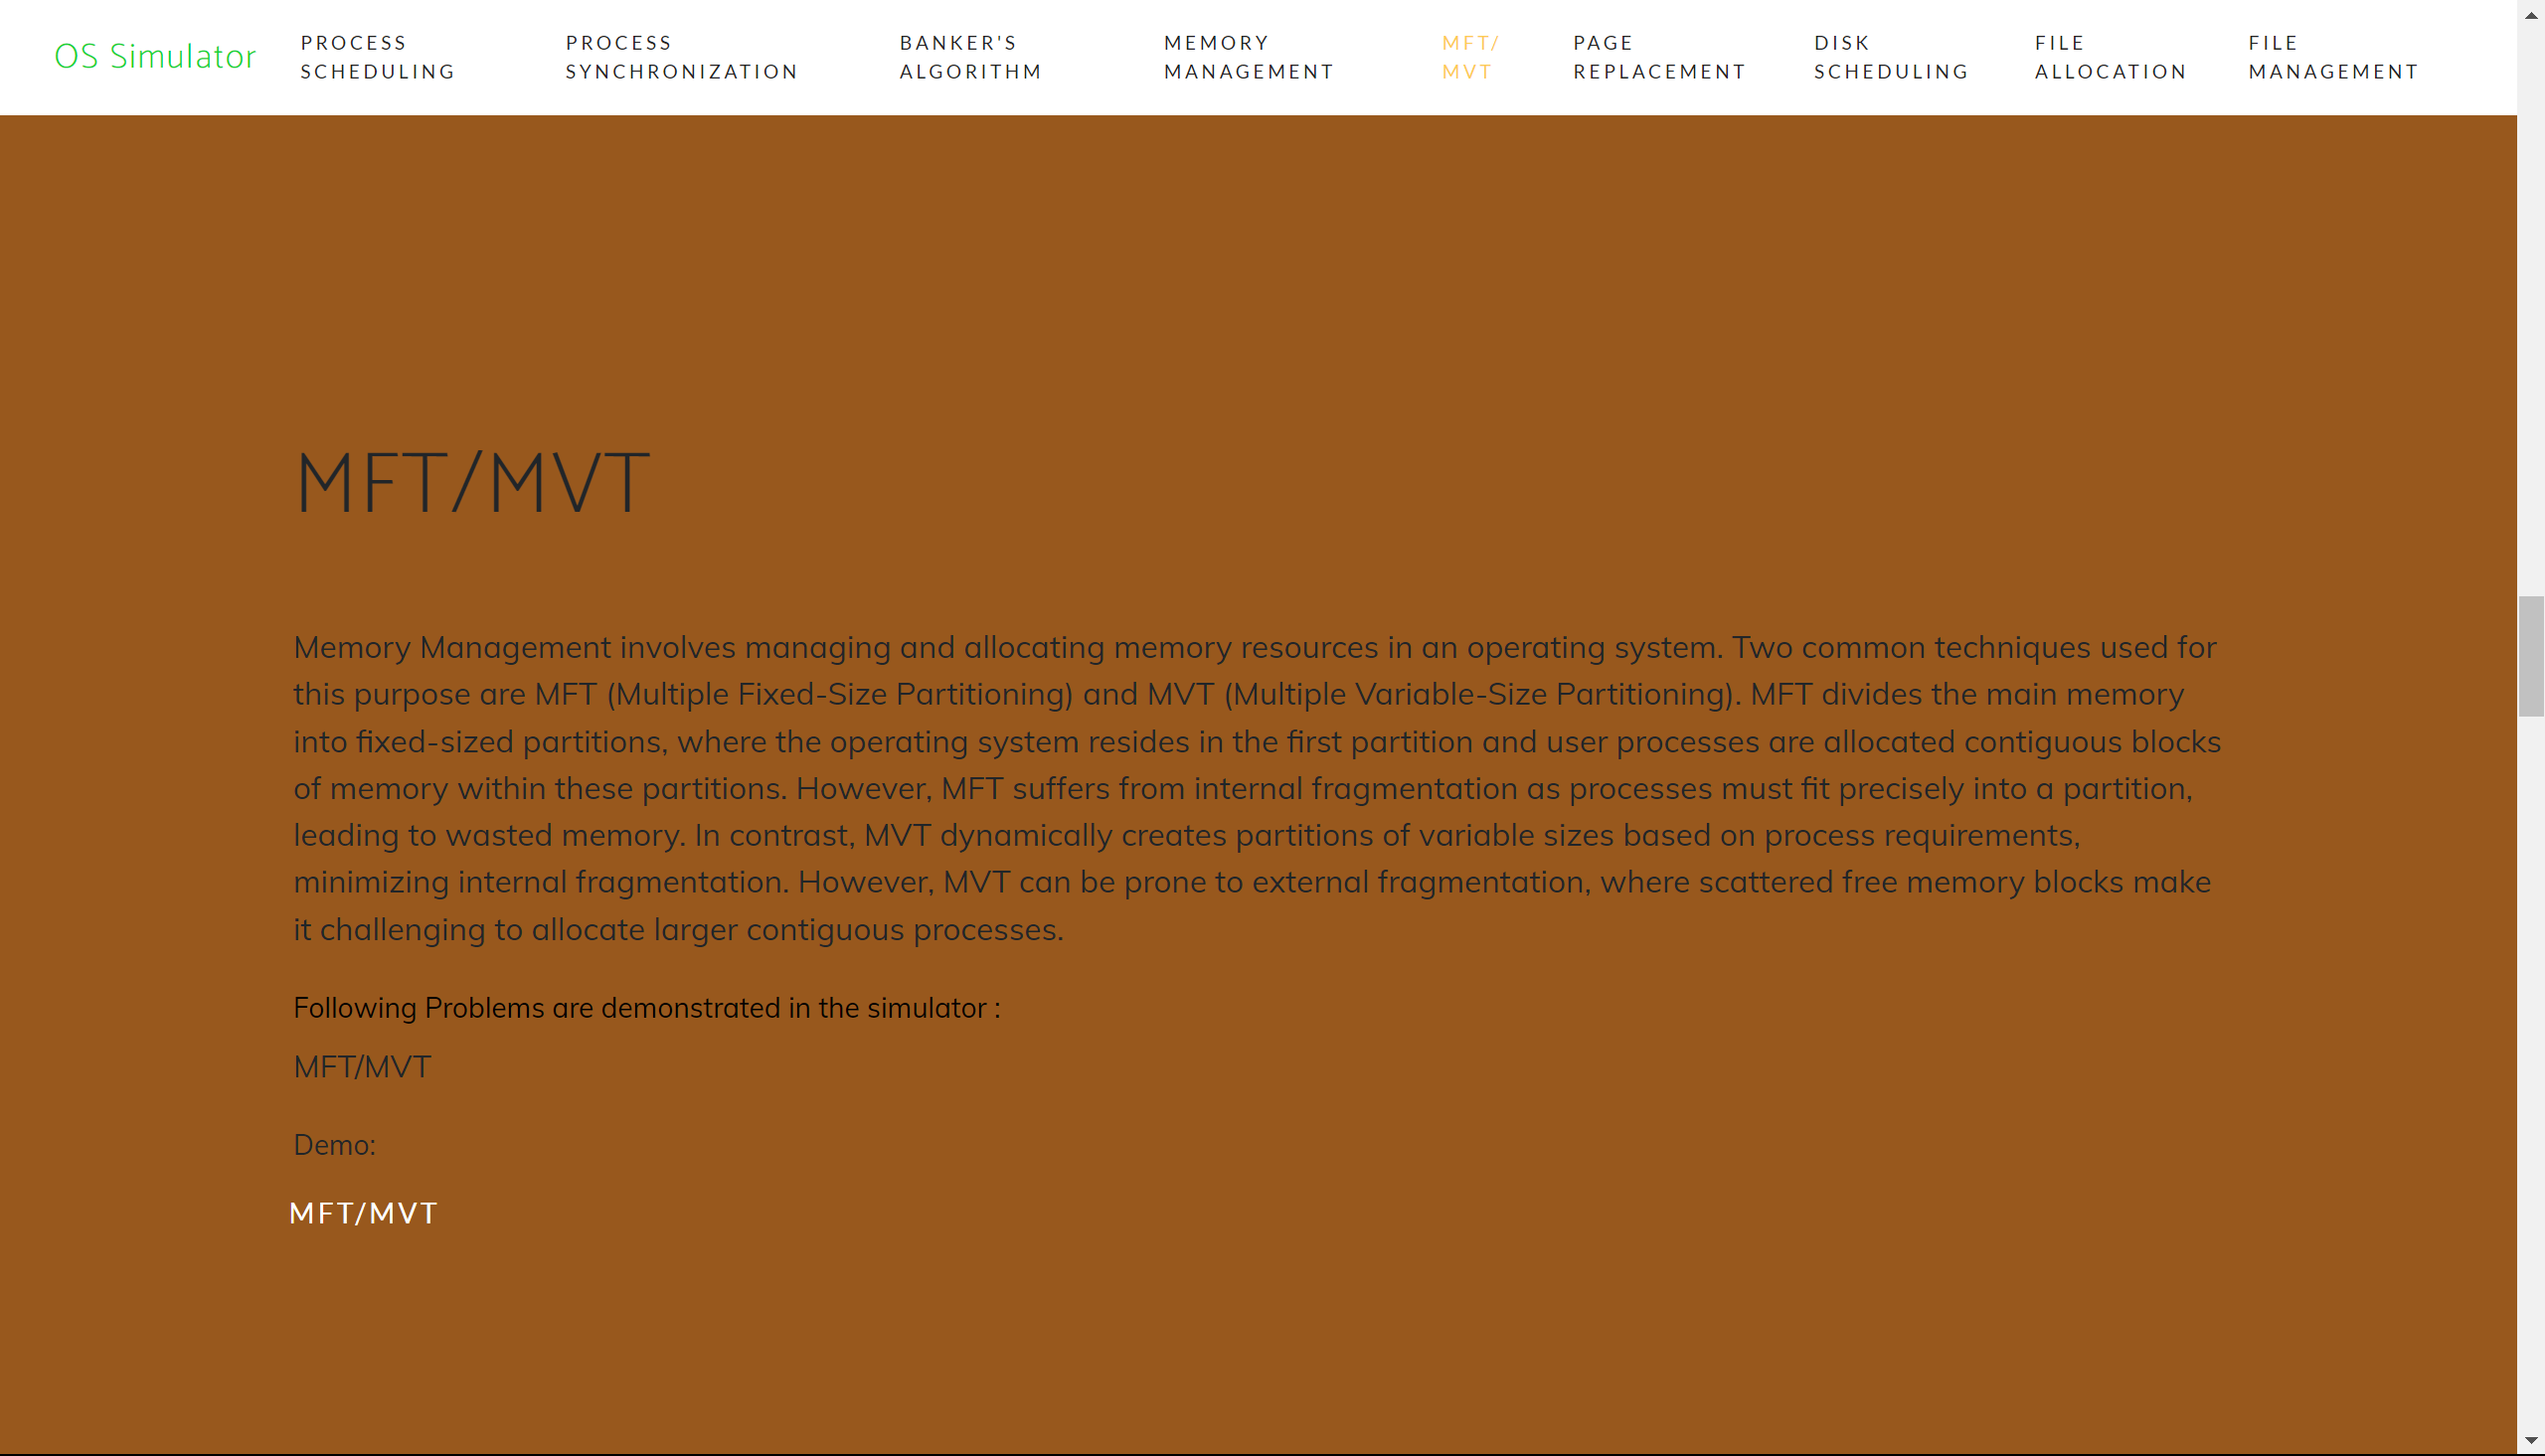 OS Simulator
PROCESS
SCHEDULING
PROCESS
SYNCHRONIZATION
BANKER'S
ALGORITHM
MEMORY
MANAGEMENT
MFT/
MVT
PAGE
REPLACEMENT
DISK
SCHEDULING
FILE
ALLOCATION
FILE
MANAGEMENT
MFT/MVT
Memory Management involves managing and allocating memory resources in an operating system. Two common techniques used for
this purpose are MFT (Multiple Fixed-Size Partitioning) and MVT (Multiple Variable-Size Partitioning). MFT divides the main memory
into fixed-sized partitions, where the operating system resides in the first partition and user processes are allocated contiguous blocks
of memory within these partitions. However, MFT suffers from internal fragmentation as processes must fit precisely into a partition,
leading to wasted memory. In contrast, MVT dynamically creates partitions of variable sizes based on process requirements,
minimizing internal fragmentation. However, MVT can be prone to external fragmentation, where scattered free memory blocks make
it challenging to allocate larger contiguous processes.
Following Problems are demonstrated in the simulator :
MFT/MVT
Demo:
MFT/MVT